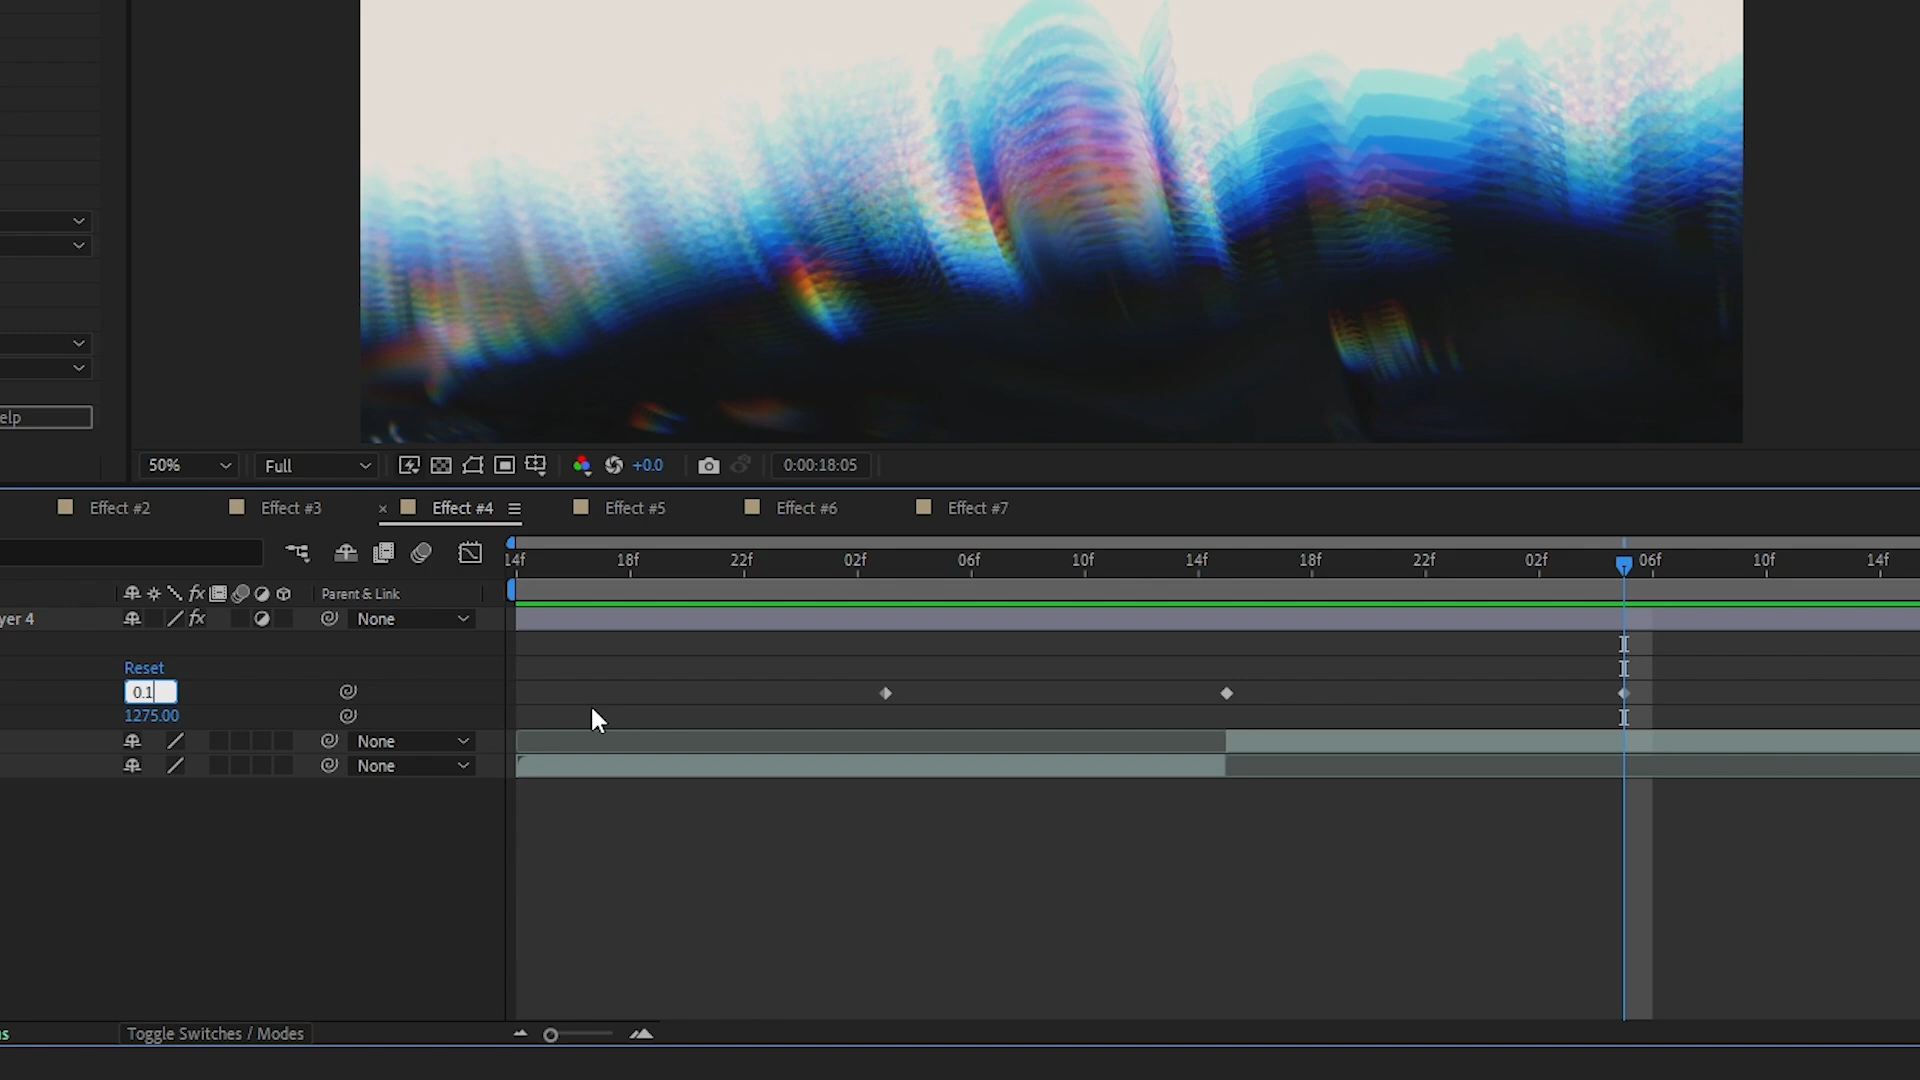 elp
50% Full +0.0 0:00:18:05
Effect #2 Effect #3 × Effect #4 Effect #5 Effect #6 Effect #7
14f 18f 22f 02f 06f 10f 14f 18f 22f 02f 06f 10f 14f
fx Parent & Link
yer 4 fx None
Reset
0.1
1275.00
None
None
s Toggle Switches / Modes